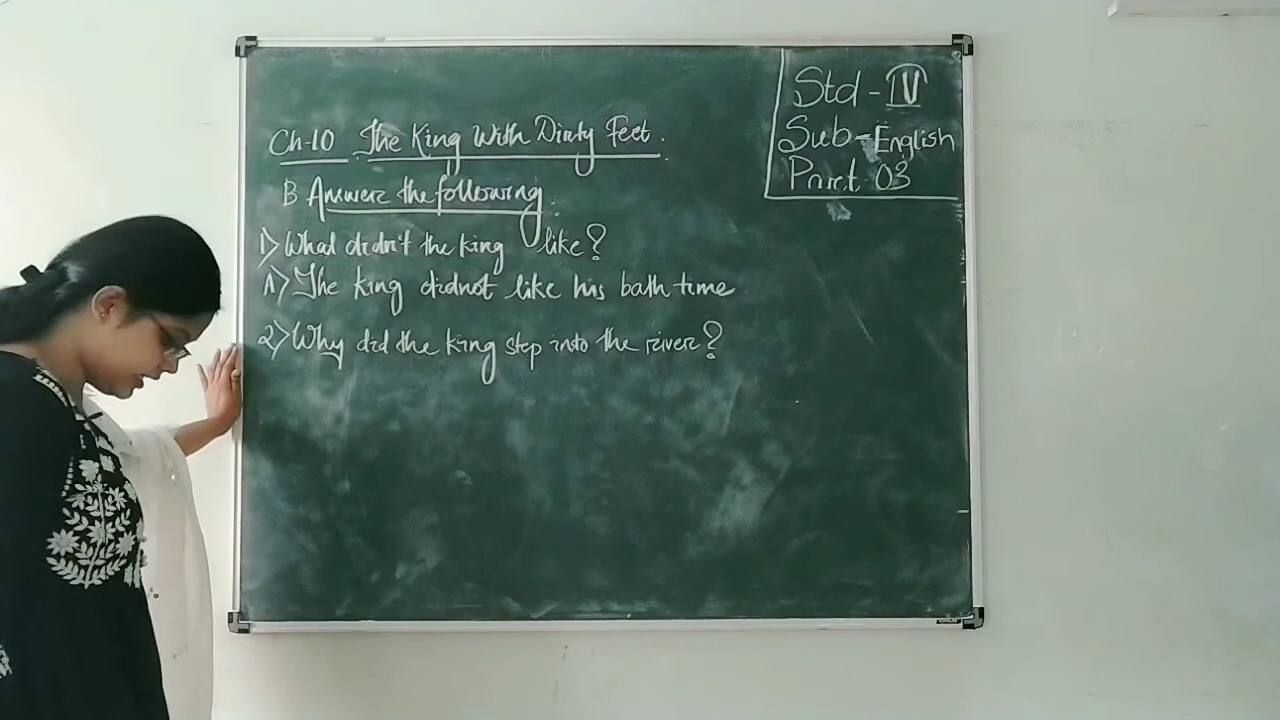 Std - IV
Sub - English
Part 03
Ch-10 The King With Dirty Feet.
B Answer the following.
1> What didn't the king like?
A> The king didnot like his bath time
2> Why did the king step into the river?